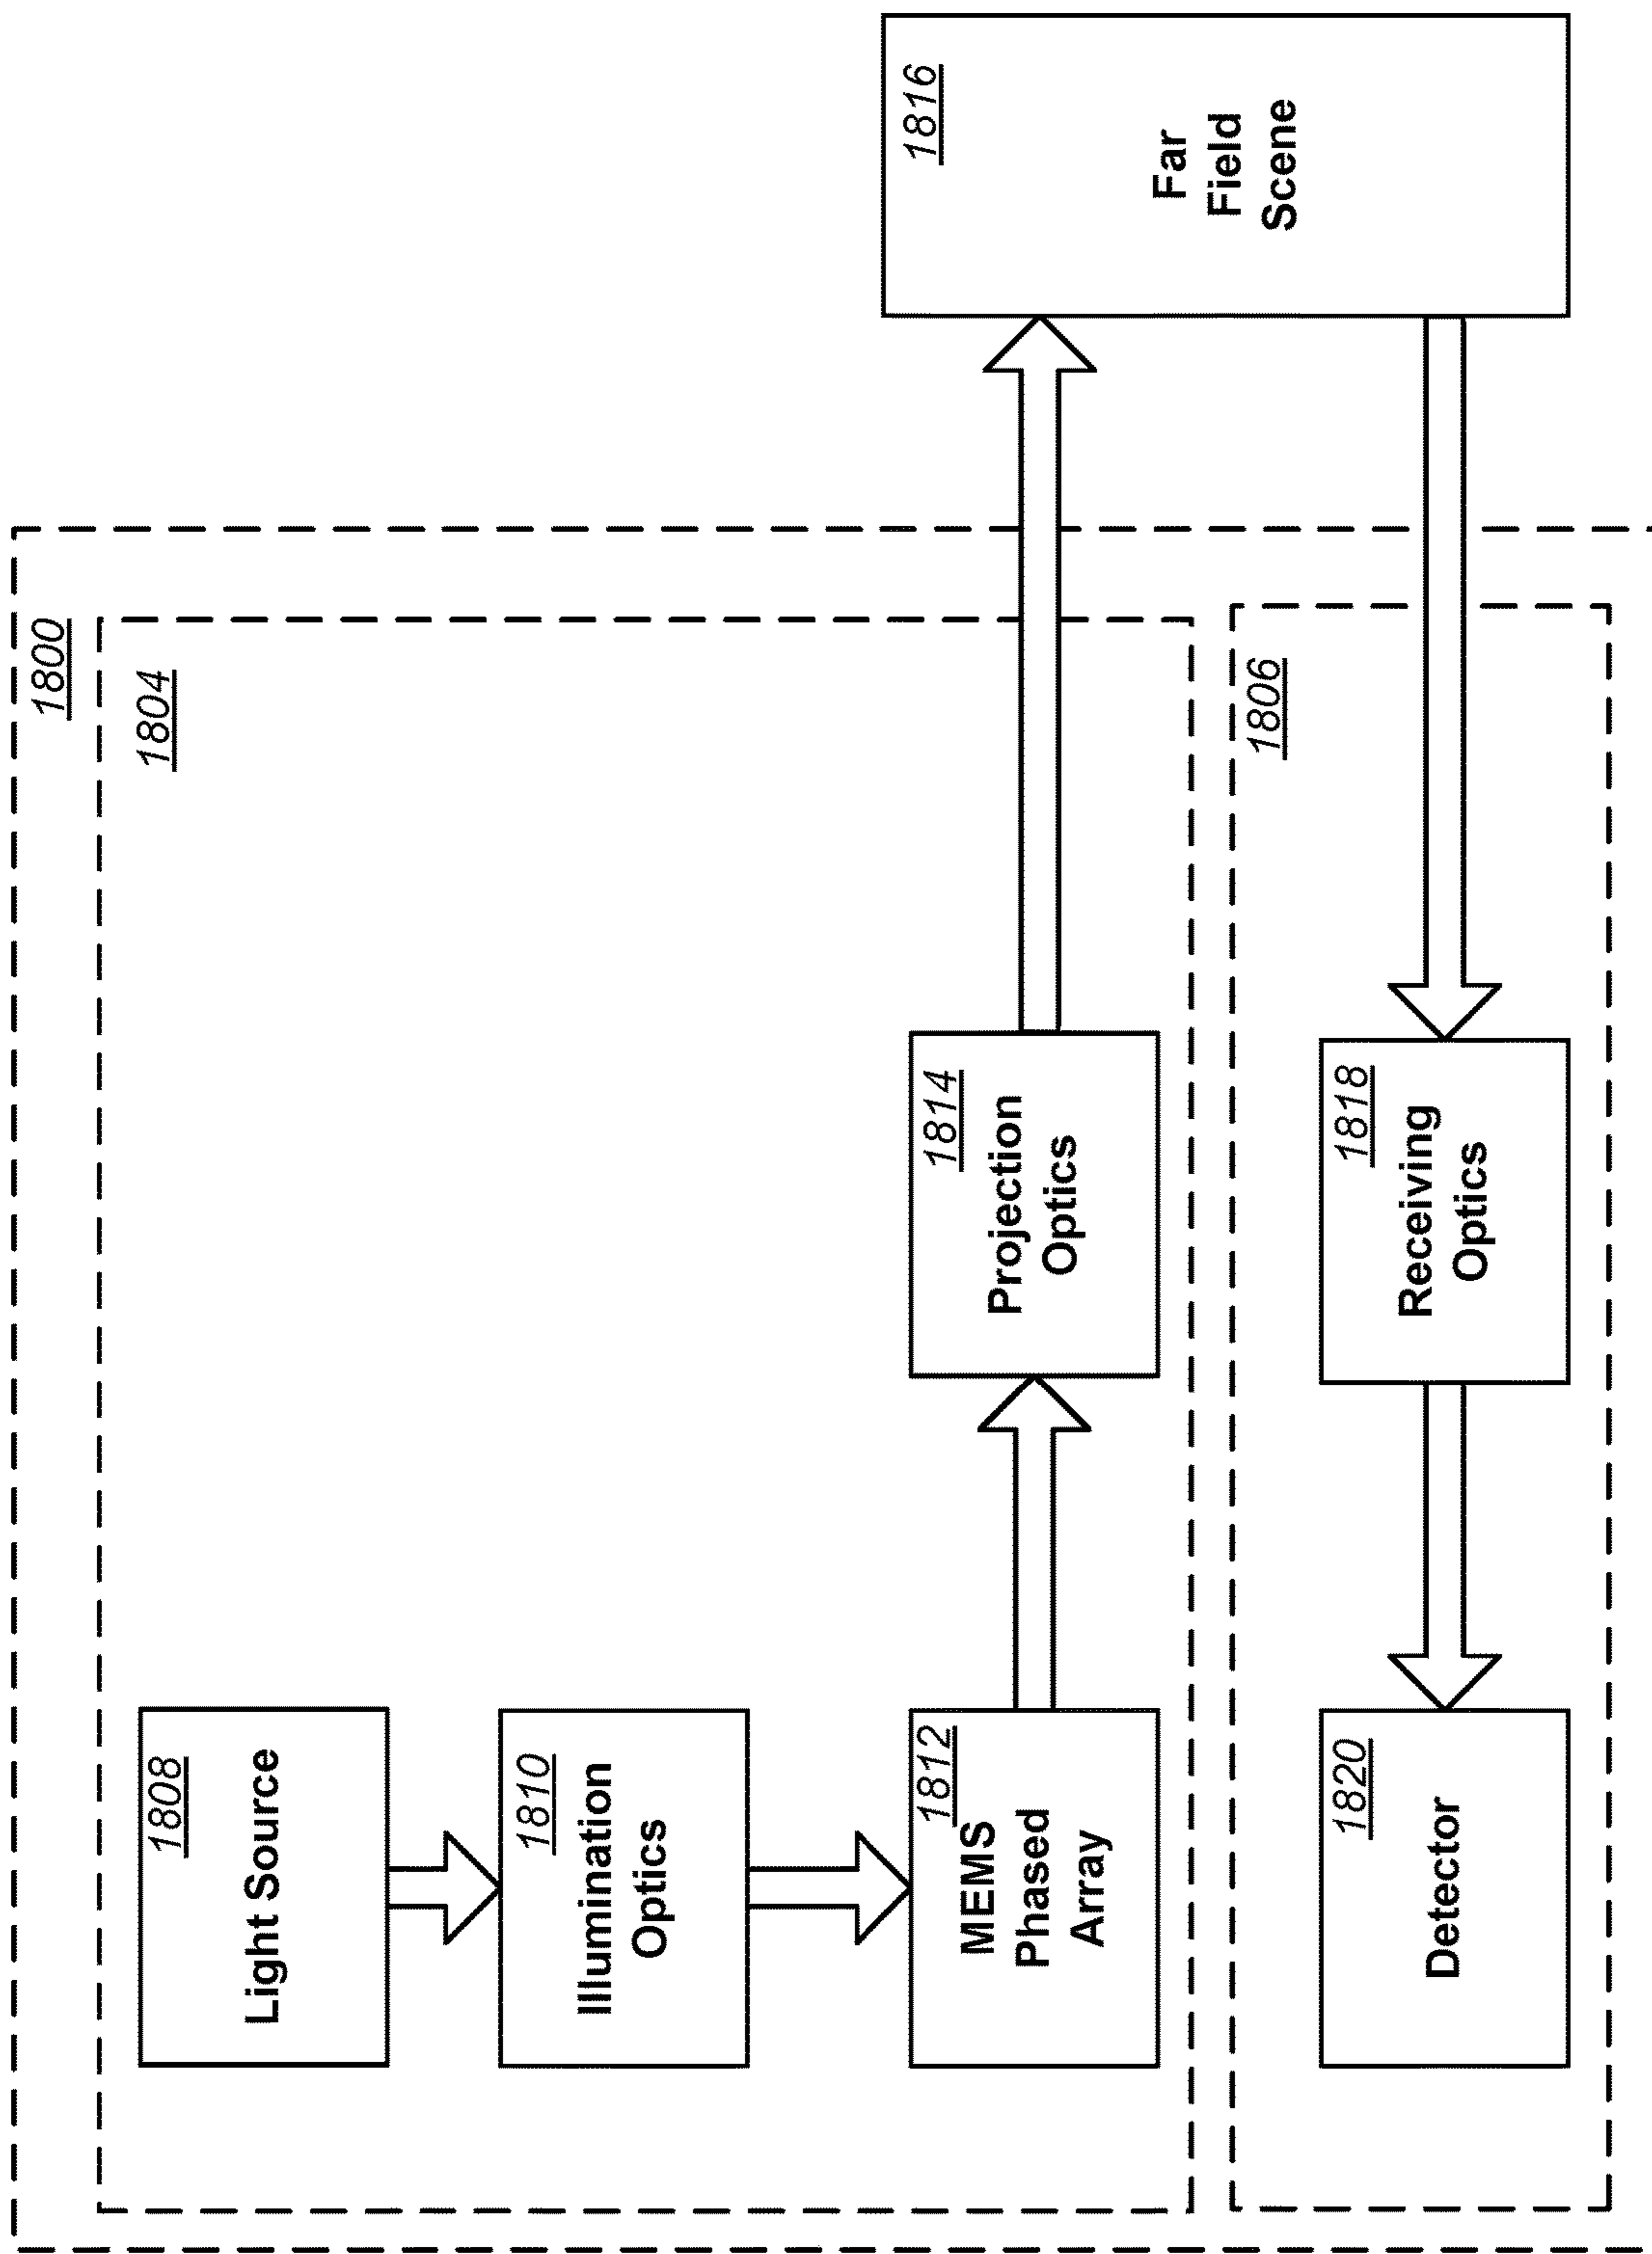 1800
1804
1808
Light Source
1810
Illumination
Optics
1812
MEMS
Phased
Array
1814
Projection
Optics
1816
Far
Field
Scene
1806
1818
Receiving
Optics
1820
Detector